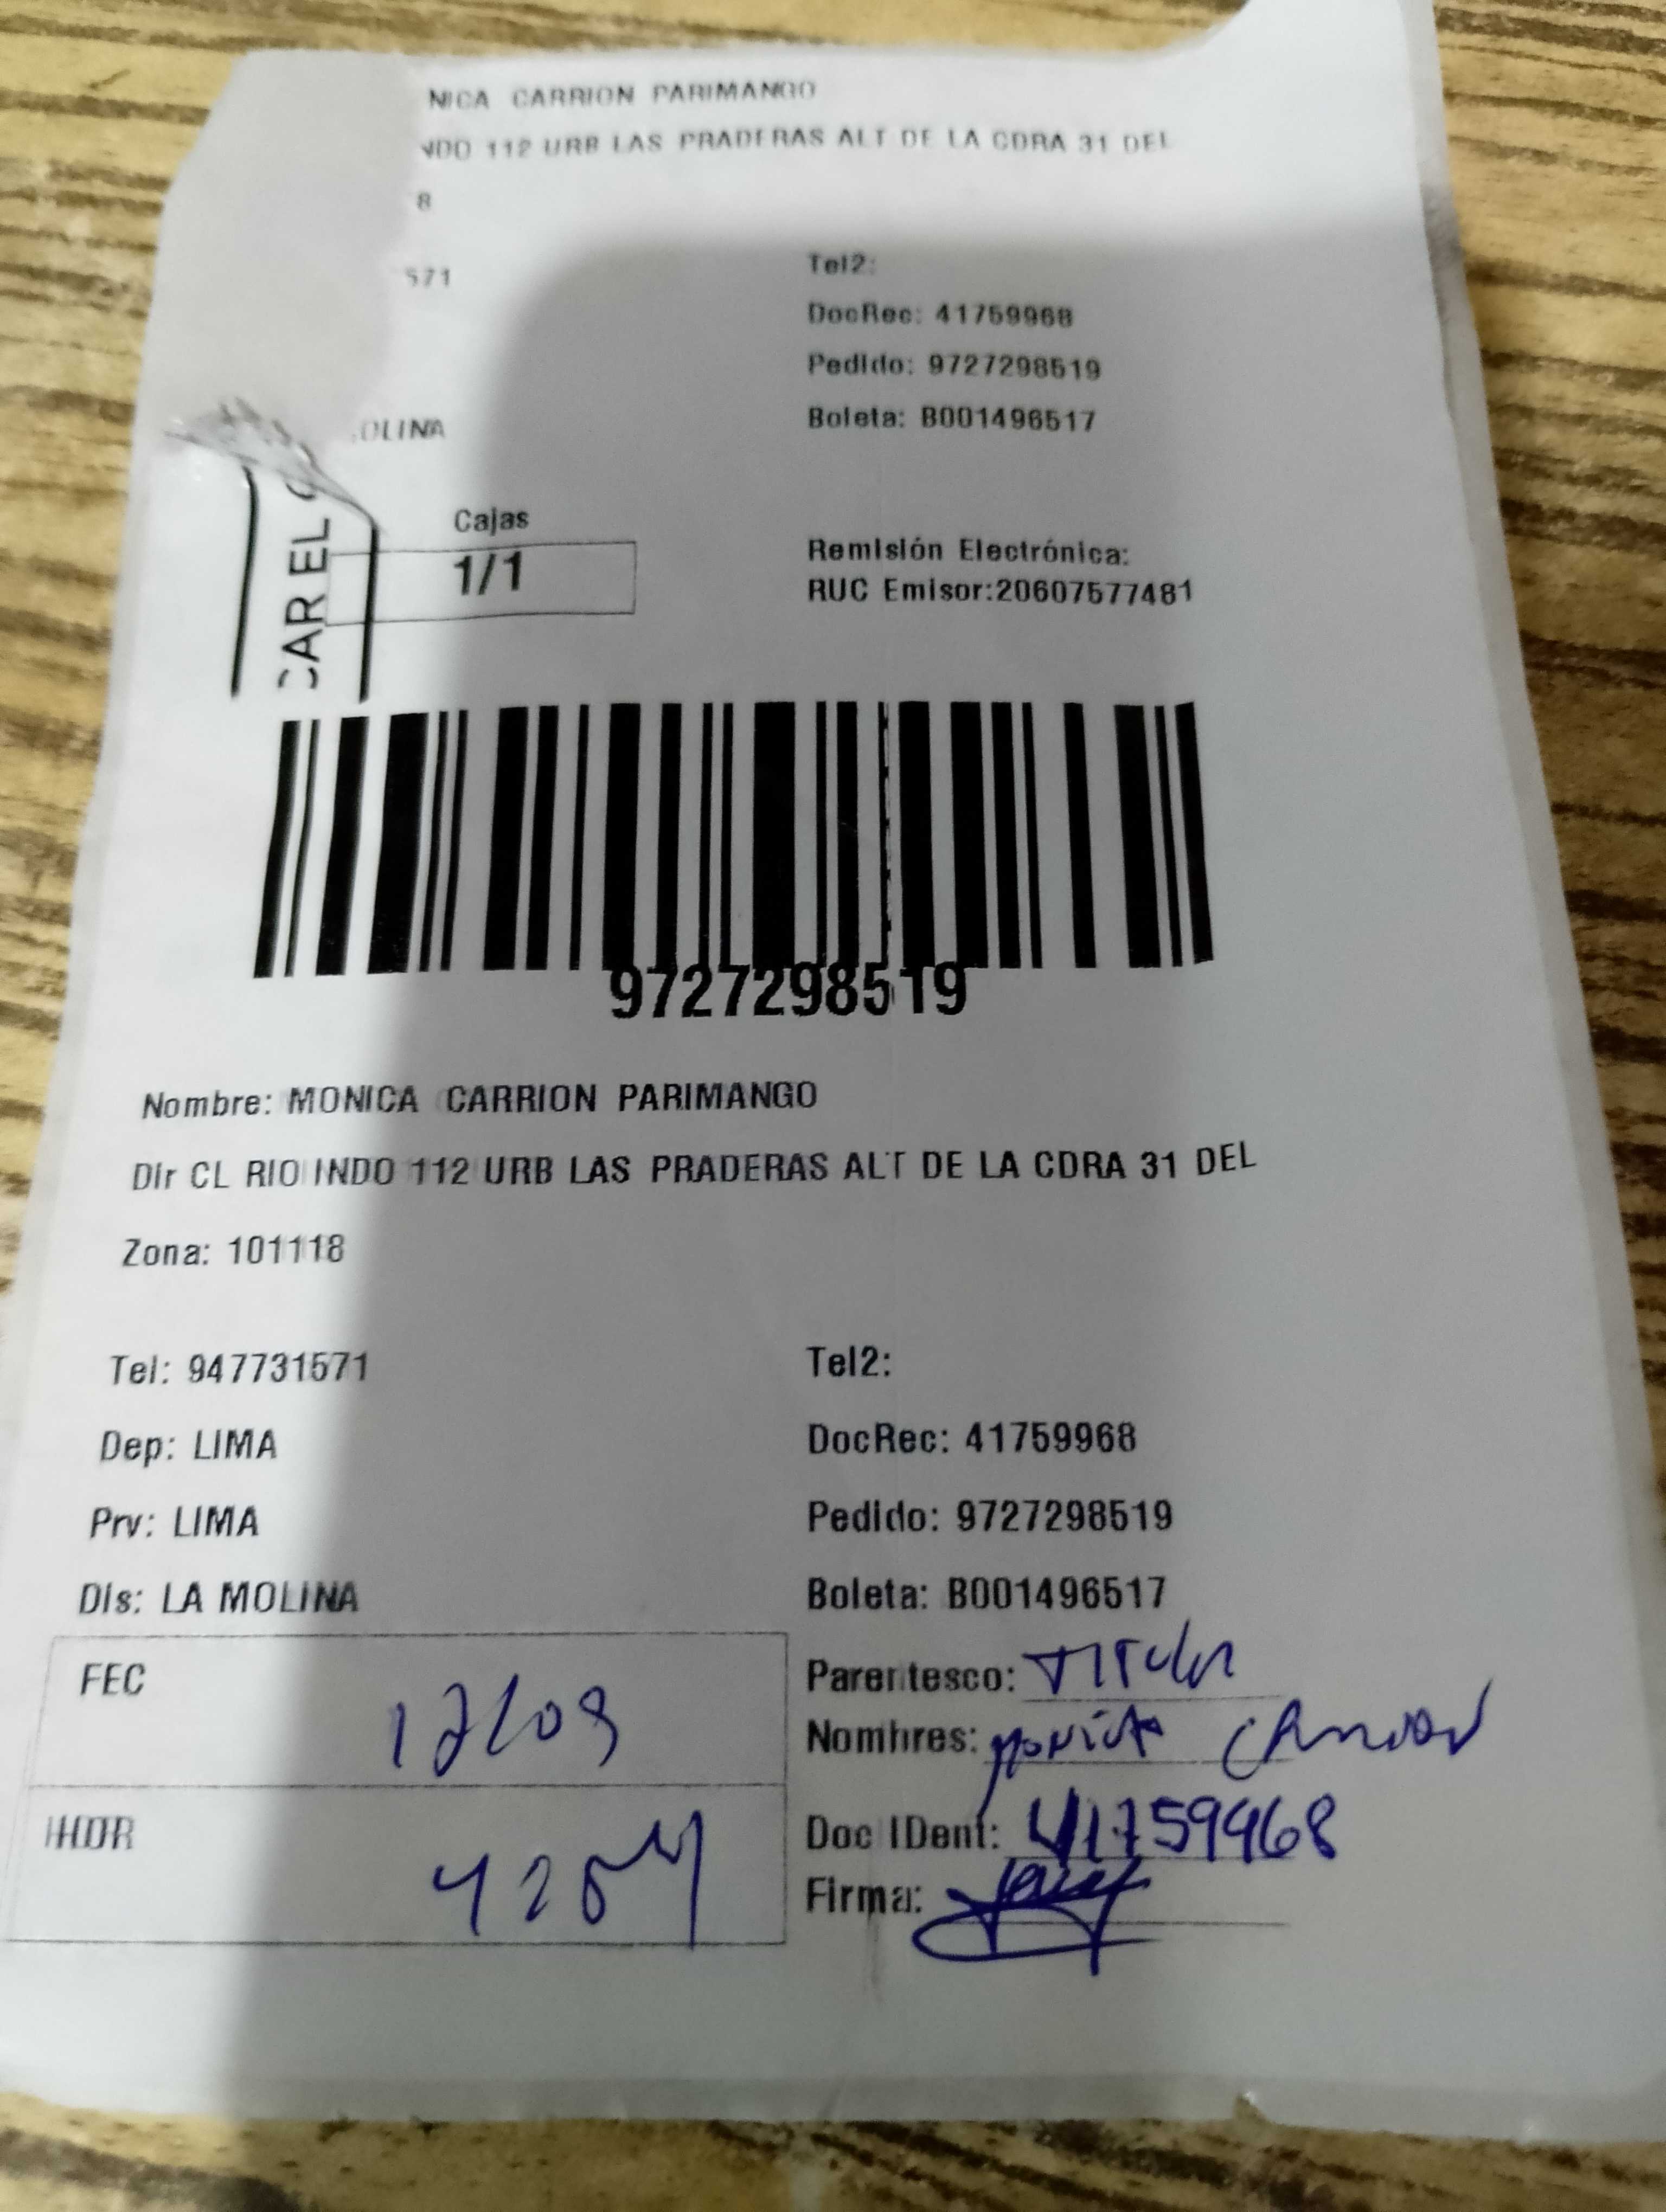 NICA CARRION PARIMANGO
NDO 112 URB LAS PRADERAS ALT DE LA CDRA 31 DEL
8
571
Tel2:
DocRec: 41759968
Pedido: 9727298519
OLINA
Boleta: B001496517
CAR EL
Cajas
1/1
Remisión Electrónica:
RUC Emisor:20607577481
9727298519
Nombre: MONICA CARRION PARIMANGO
Dir CL RIO INDO 112 URB LAS PRADERAS ALT DE LA CDRA 31 DEL
Zona: 101118
Tel: 947731571
Tel2:
Dep: LIMA
DocRec: 41759968
Prv: LIMA
Pedido: 9727298519
Dis: LA MOLINA
Boleta: B001496517
FEC
Parentesco: TITULAR
Nombres: MONICA CARRION
HOR
Doc IDent: 41759968
Firma: